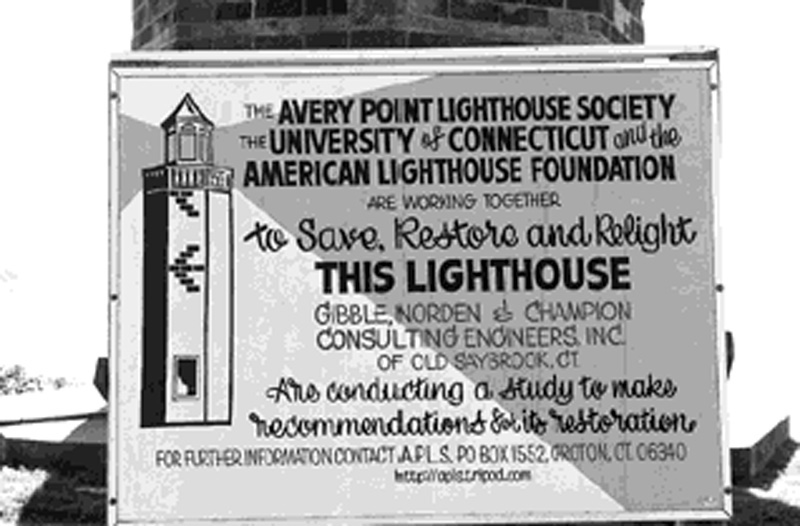 THE AVERY POINT LIGHTHOUSE SOCIETY
THE UNIVERSITY of CONNECTICUT and the
AMERICAN LIGHTHOUSE FOUNDATION
ARE WORKING TOGETHER
to Save, Restore and Relight
THIS LIGHTHOUSE
GIBBLE, NORDEN & CHAMPION
CONSULTING ENGINEERS, INC.
OF OLD SAYBROOK, CT.
Are conducting a study to make
recommendations for its restoration.
FOR FURTHER INFORMATION CONTACT A.P.L.S. PO BOX 1552, GROTON, CT. 06340
http://apls.tripod.com